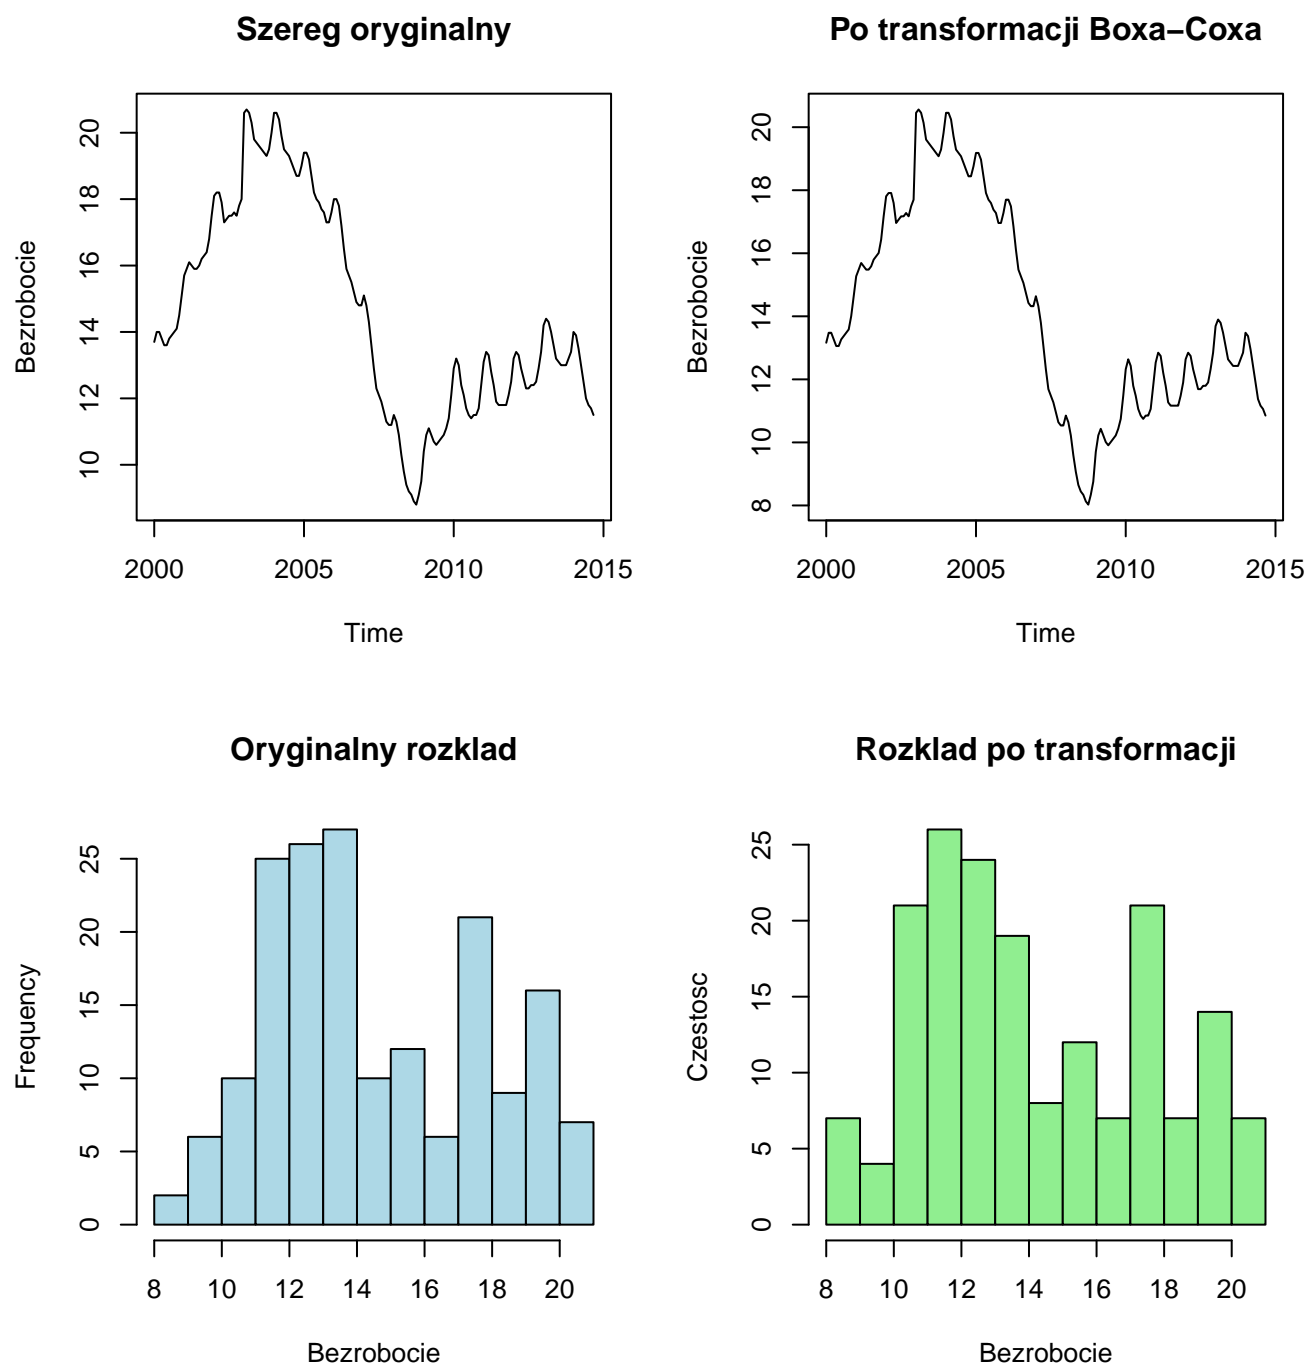 Szereg oryginalny
Bezrobocie
10 12 14 16 18 20
2000 2005 2010 2015
Time
Po transformacji Boxa−Coxa
Bezrobocie
8 10 12 14 16 18 20
2000 2005 2010 2015
Time
Oryginalny rozklad
Frequency
0 5 10 15 20 25
8 10 12 14 16 18 20
Bezrobocie
Rozklad po transformacji
Czestosc
0 5 10 15 20 25
8 10 12 14 16 18 20
Bezrobocie